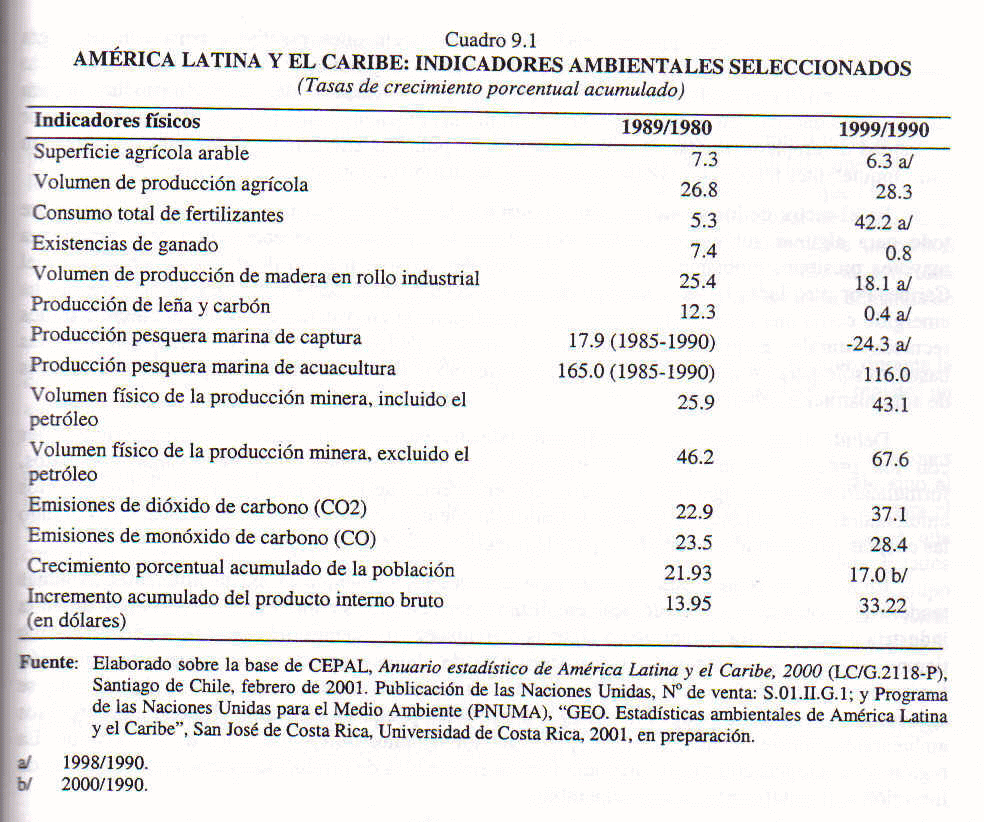 Cuadro 9.1
AMÉRICA LATINA Y EL CARIBE: INDICADORES AMBIENTALES SELECCIONADOS
(Tasas de crecimiento porcentual acumulado)
Indicadores físicos 1989/1980 1999/1990
Superficie agrícola arable 7.3 6.3 a/
Volumen de producción agrícola 26.8 28.3
Consumo total de fertilizantes 5.3 42.2 a/
Existencias de ganado 7.4 0.8
Volumen de producción de madera en rollo industrial 25.4 18.1 a/
Producción de leña y carbón 12.3 0.4 a/
Producción pesquera marina de captura 17.9 (1985-1990) -24.3 a/
Producción pesquera marina de acuacultura 165.0 (1985-1990) 116.0
Volumen físico de la producción minera, incluido el 25.9 43.1
petróleo
Volumen físico de la producción minera, excluido el 46.2 67.6
petróleo
Emisiones de dióxido de carbono (CO2) 22.9 37.1
Emisiones de monóxido de carbono (CO) 23.5 28.4
Crecimiento porcentual acumulado de la población 21.93 17.0 b/
Incremento acumulado del producto interno bruto 13.95 33.22
(en dólares)
Fuente: Elaborado sobre la base de CEPAL, Anuario estadístico de América Latina y el Caribe, 2000 (LC/G.2118-P),
Santiago de Chile, febrero de 2001. Publicación de las Naciones Unidas, Nº de venta: S.01.II.G.1; y Programa
de las Naciones Unidas para el Medio Ambiente (PNUMA), “GEO. Estadísticas ambientales de América Latina
y el Caribe”, San José de Costa Rica, Universidad de Costa Rica, 2001, en preparación.
a/ 1998/1990.
b/ 2000/1990.